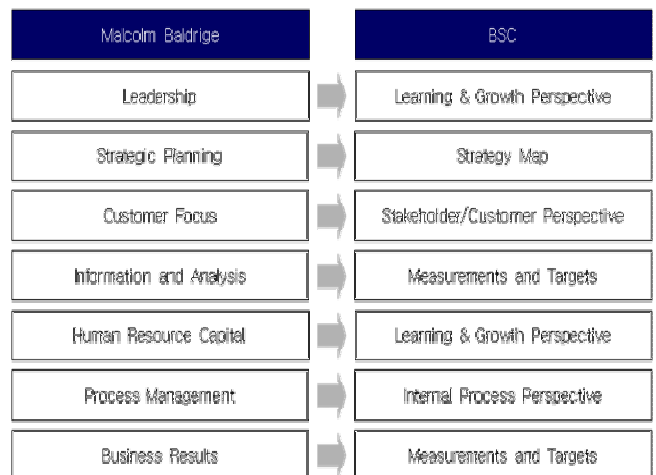 Malcolm Baldrige BSC
Leadership Learning & Growth Perspective
Strategic Planning Strategy Map
Customer Focus Stakeholder/Customer Perspective
Information and Analysis Measurements and Targets
Human Resource Capital Learning & Growth Perspective
Process Management Internal Process Perspective
Business Results Measurements and Targets